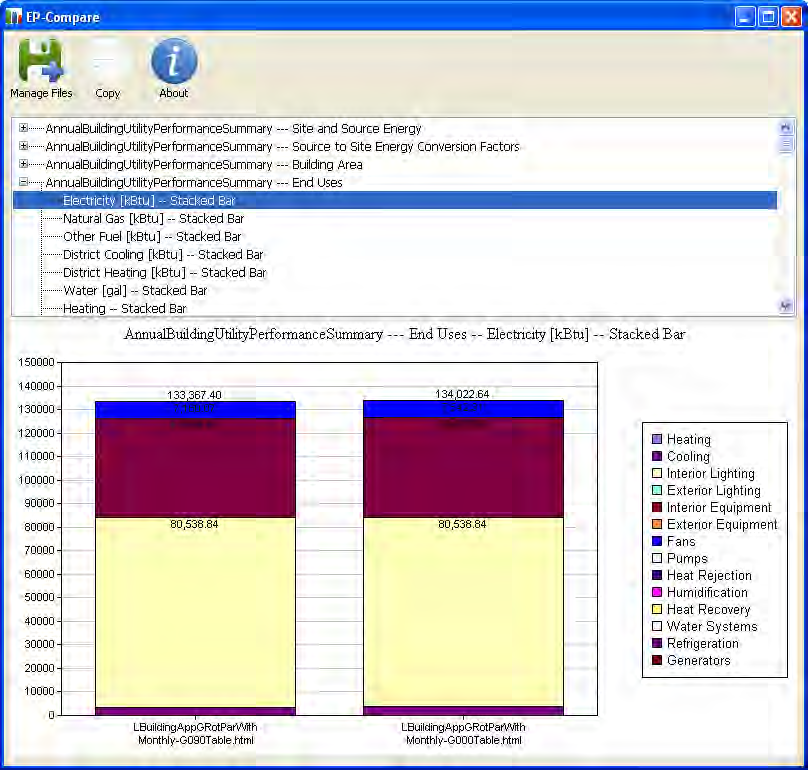 EP-Compare
Manage Files
Copy
About
AnnualBuildingUtilityPerformanceSummary --- Site and Source Energy
AnnualBuildingUtilityPerformanceSummary --- Source to Site Energy Conversion Factors
AnnualBuildingUtilityPerformanceSummary --- Building Area
AnnualBuildingUtilityPerformanceSummary --- End Uses
Electricity [kBtu] -- Stacked Bar
Natural Gas [kBtu] -- Stacked Bar
Other Fuel [kBtu] -- Stacked Bar
District Cooling [kBtu] -- Stacked Bar
District Heating [kBtu] -- Stacked Bar
Water [gal] -- Stacked Bar
Heating -- Stacked Bar
AnnualBuildingUtilityPerformanceSummary --- End Uses -- Electricity [kBtu] -- Stacked Bar
150000
140000
130000
120000
110000
100000
90000
80000
70000
60000
50000
40000
30000
20000
10000
0
133,367.40
134,022.64
80,538.84
80,538.84
LBuildingAppGRotParWith
Monthly-G090Table.html
LBuildingAppGRotParWith
Monthly-G000Table.html
Heating
Cooling
Interior Lighting
Exterior Lighting
Interior Equipment
Exterior Equipment
Fans
Pumps
Heat Rejection
Humidification
Heat Recovery
Water Systems
Refrigeration
Generators